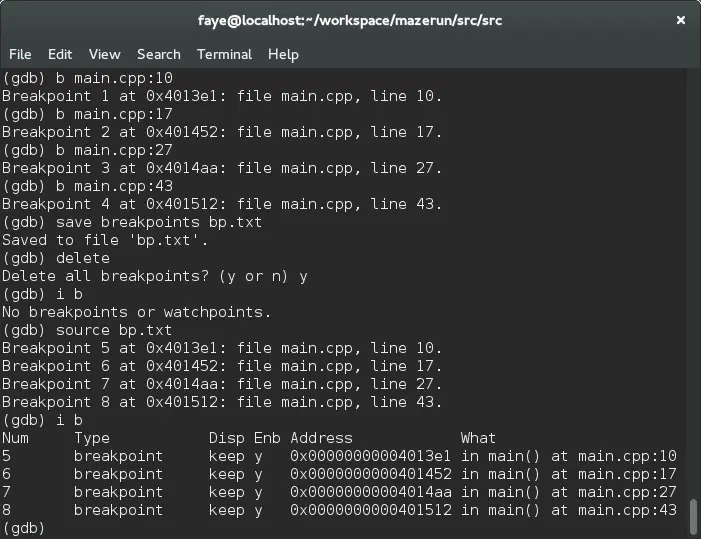 faye@localhost:~/workspace/mazerun/src/src ×
File Edit View Search Terminal Help
(gdb) b main.cpp:10
Breakpoint 1 at 0x4013e1: file main.cpp, line 10.
(gdb) b main.cpp:17
Breakpoint 2 at 0x401452: file main.cpp, line 17.
(gdb) b main.cpp:27
Breakpoint 3 at 0x4014aa: file main.cpp, line 27.
(gdb) b main.cpp:43
Breakpoint 4 at 0x401512: file main.cpp, line 43.
(gdb) save breakpoints bp.txt
Saved to file 'bp.txt'.
(gdb) delete
Delete all breakpoints? (y or n) y
(gdb) i b
No breakpoints or watchpoints.
(gdb) source bp.txt
Breakpoint 5 at 0x4013e1: file main.cpp, line 10.
Breakpoint 6 at 0x401452: file main.cpp, line 17.
Breakpoint 7 at 0x4014aa: file main.cpp, line 27.
Breakpoint 8 at 0x401512: file main.cpp, line 43.
(gdb) i b
Num     Type           Disp Enb Address            What
5       breakpoint     keep y   0x00000000004013e1 in main() at main.cpp:10
6       breakpoint     keep y   0x0000000000401452 in main() at main.cpp:17
7       breakpoint     keep y   0x00000000004014aa in main() at main.cpp:27
8       breakpoint     keep y   0x0000000000401512 in main() at main.cpp:43
(gdb)